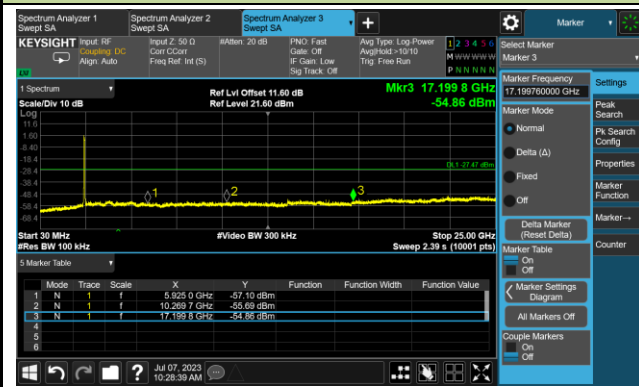 Spectrum Analyzer 1
Swept SA
Spectrum Analyzer 2
Swept SA
Spectrum Analyzer 3
Swept SA
Marker
KEYSIGHT
Input: RF
Coupling: DC
Align: Auto
Input Z: 50 Ω
Corr CCorr
Freq Ref: Int (S)
#Atten: 20 dB
PNO: Fast
Gate: Off
IF Gain: Low
Sig Track: Off
Avg Type: Log-Power
Avg|Hold:>10/10
Trig: Free Run
1 2 3 4 5 6
M W W W W W
P N N N N N
LV
Select Marker
Marker 3
1 Spectrum
Scale/Div 10 dB
Log
Ref Lvl Offset 11.60 dB
Ref Level 21.60 dBm
Mkr3 17.199 8 GHz
-54.86 dBm
11.6
1.60
-8.40
-18.4
-28.4
-38.4
-48.4
-58.4
-68.4
DL1 -27.47 dBm
1
2
3
Start 30 MHz
#Res BW 100 kHz
#Video BW 300 kHz
Stop 25.00 GHz
Sweep 2.39 s (10001 pts)
5 Marker Table
Mode Trace Scale X Y Function Function Width Function Value
1 N 1 f 5.925 0 GHz -57.10 dBm
2 N 1 f 10.269 7 GHz -55.69 dBm
3 N 1 f 17.199 8 GHz -54.86 dBm
4
5
6
Marker Frequency
17.199760000 GHz
Marker Mode
Normal
Delta (Δ)
Fixed
Off
Delta Marker
(Reset Delta)
Marker Table
On
Off
Marker Settings
Diagram
All Markers Off
Couple Markers
On
Off
Settings
Peak
Search
Pk Search
Config
Properties
Marker
Function
Marker→
Counter
?
Jul 07, 2023
10:28:39 AM